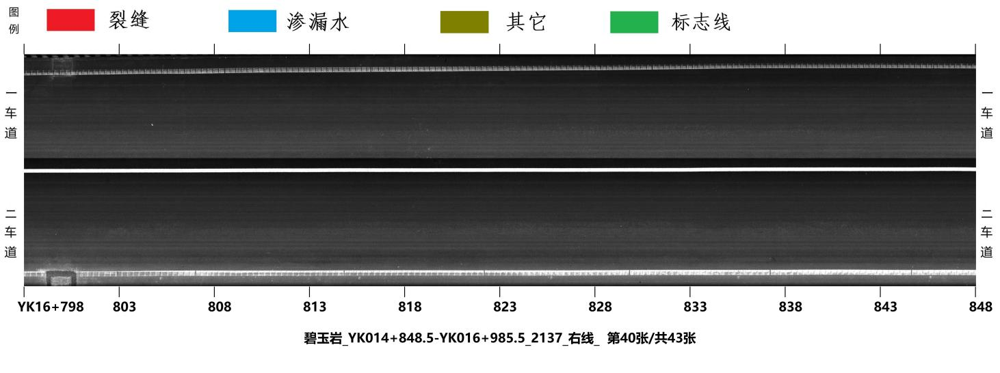 图例
裂缝 渗漏水 其它 标志线
一车道 一车道
二车道 二车道
YK16+798 803 808 813 818 823 828 833 838 843 848
碧玉岩_YK014+848.5-YK016+985.5_2137_右线_ 第40张/共43张